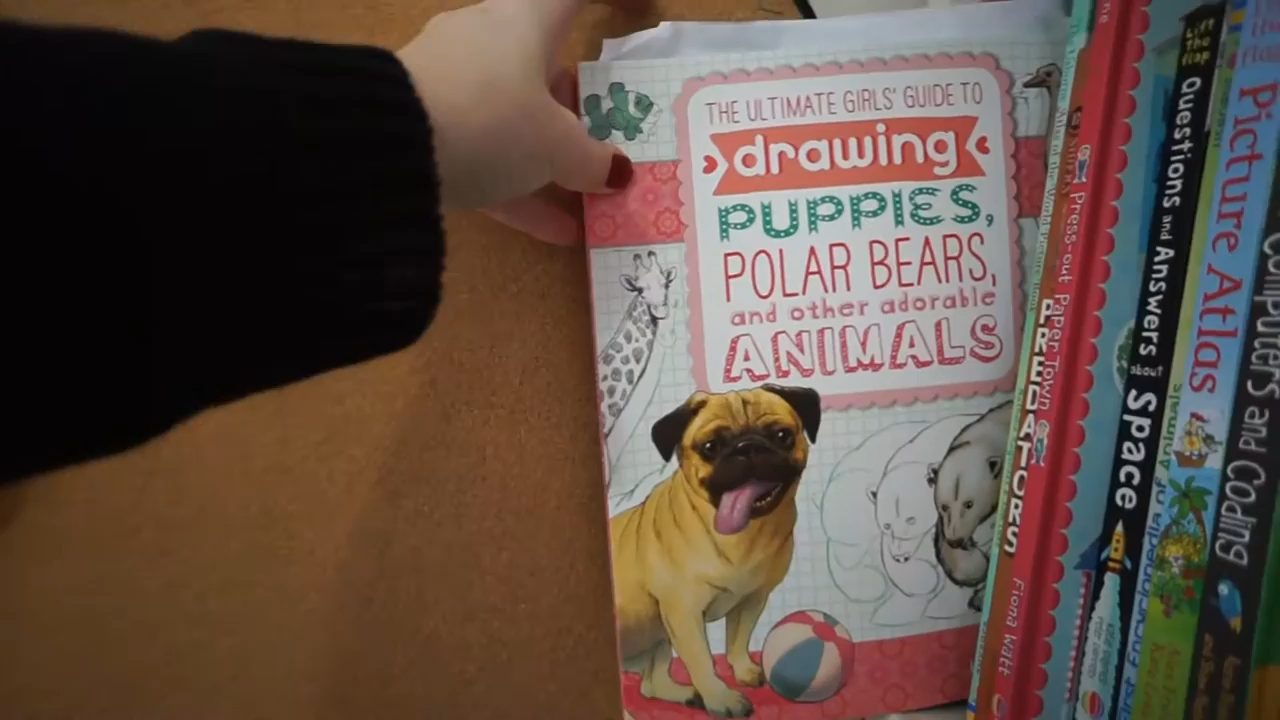 THE ULTIMATE GIRLS' GUIDE TO
drawing
PUPPIES,
POLAR BEARS,
and other adorable
ANIMALS
PREDATORS
Press-out Paper Town
Fiona Watt
Lift the flap
Questions and Answers about Space
First Encyclopedia of Animals
Picture Atlas
Computers and Coding